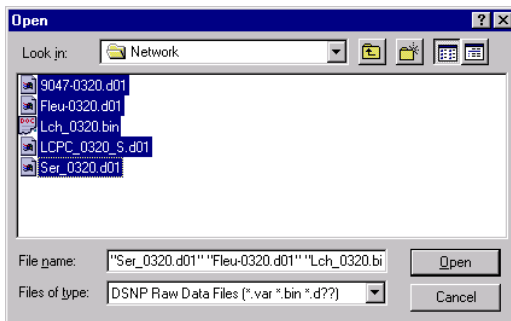 Open
Look in: Network
9047-0320.d01
Fleu-0320.d01
Lch_0320.bin
LCPC_0320_S.d01
Ser_0320.d01
File name: "Ser_0320.d01" "Fleu-0320.d01" "Lch_0320.bi
Open
Files of type: DSNP Raw Data Files (*.var *.bin *.d??)
Cancel